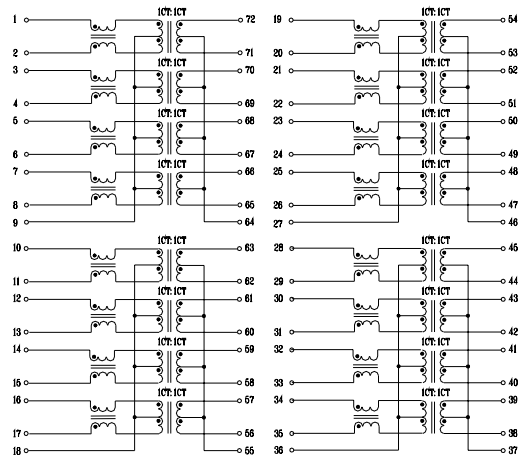 1CT:1CT 1CT:1CT
1 72 19 54
2 71 20 53
1CT:1CT 1CT:1CT
3 70 21 52
4 69 22 51
1CT:1CT 1CT:1CT
5 68 23 50
6 67 24 49
1CT:1CT 1CT:1CT
7 66 25 48
8 65 26 47
9 64 27 46
1CT:1CT 1CT:1CT
10 63 28 45
11 62 29 44
1CT:1CT 1CT:1CT
12 61 30 43
13 60 31 42
1CT:1CT 1CT:1CT
14 59 32 41
15 58 33 40
1CT:1CT 1CT:1CT
16 57 34 39
17 56 35 38
18 55 36 37